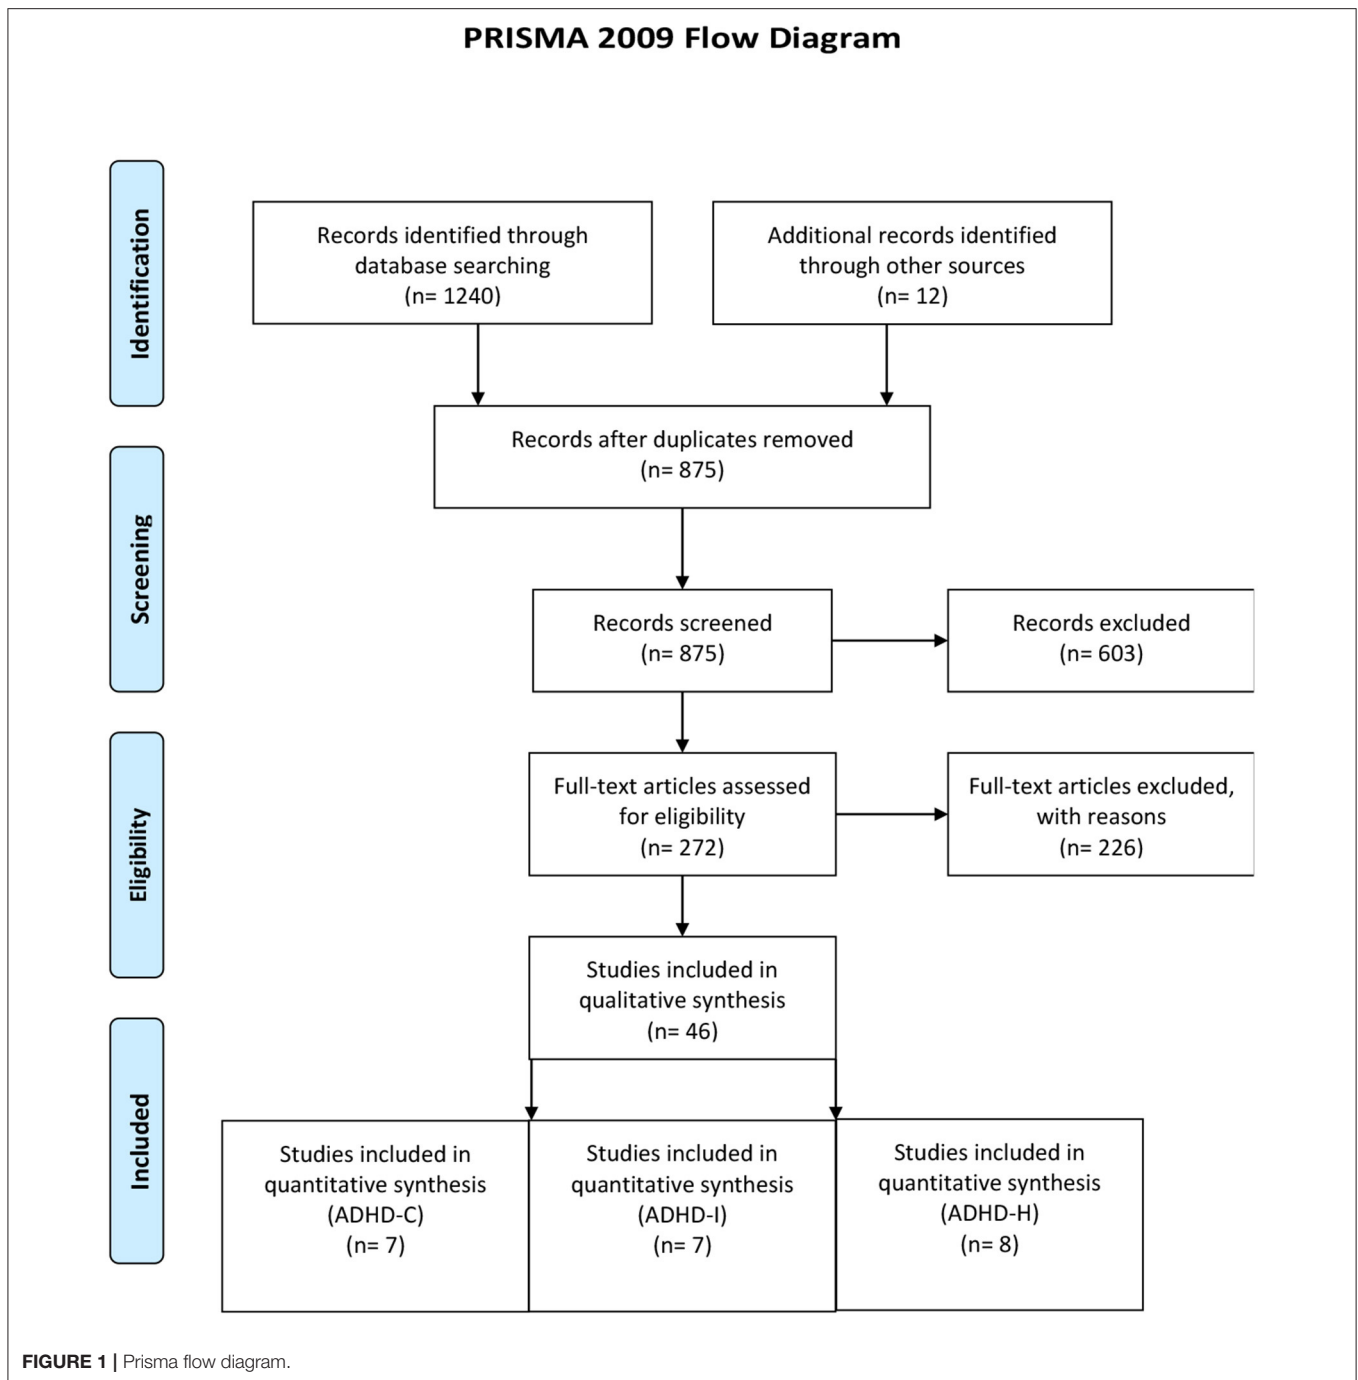 PRISMA 2009 Flow Diagram
Identification
Records identified through
database searching
(n= 1240)
Additional records identified
through other sources
(n= 12)
Records after duplicates removed
(n= 875)
Screening
Records screened
(n= 875)
Records excluded
(n= 603)
Eligibility
Full-text articles assessed
for eligibility
(n= 272)
Full-text articles excluded,
with reasons
(n= 226)
Studies included in
qualitative synthesis
(n= 46)
Included
Studies included in
quantitative synthesis
(ADHD-C)
(n= 7)
Studies included in
quantitative synthesis
(ADHD-I)
(n= 7)
Studies included in
quantitative synthesis
(ADHD-H)
(n= 8)
FIGURE 1 | Prisma flow diagram.